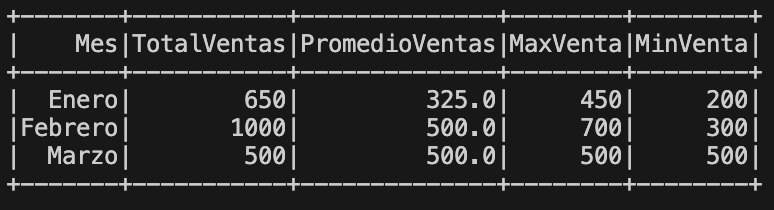 +--------+-----------+--------------+--------+--------+
|     Mes|TotalVentas|PromedioVentas|MaxVenta|MinVenta|
+--------+-----------+--------------+--------+--------+
|   Enero|        650|         325.0|     450|     200|
| Febrero|       1000|         500.0|     700|     300|
|   Marzo|        500|         500.0|     500|     500|
+--------+-----------+--------------+--------+--------+